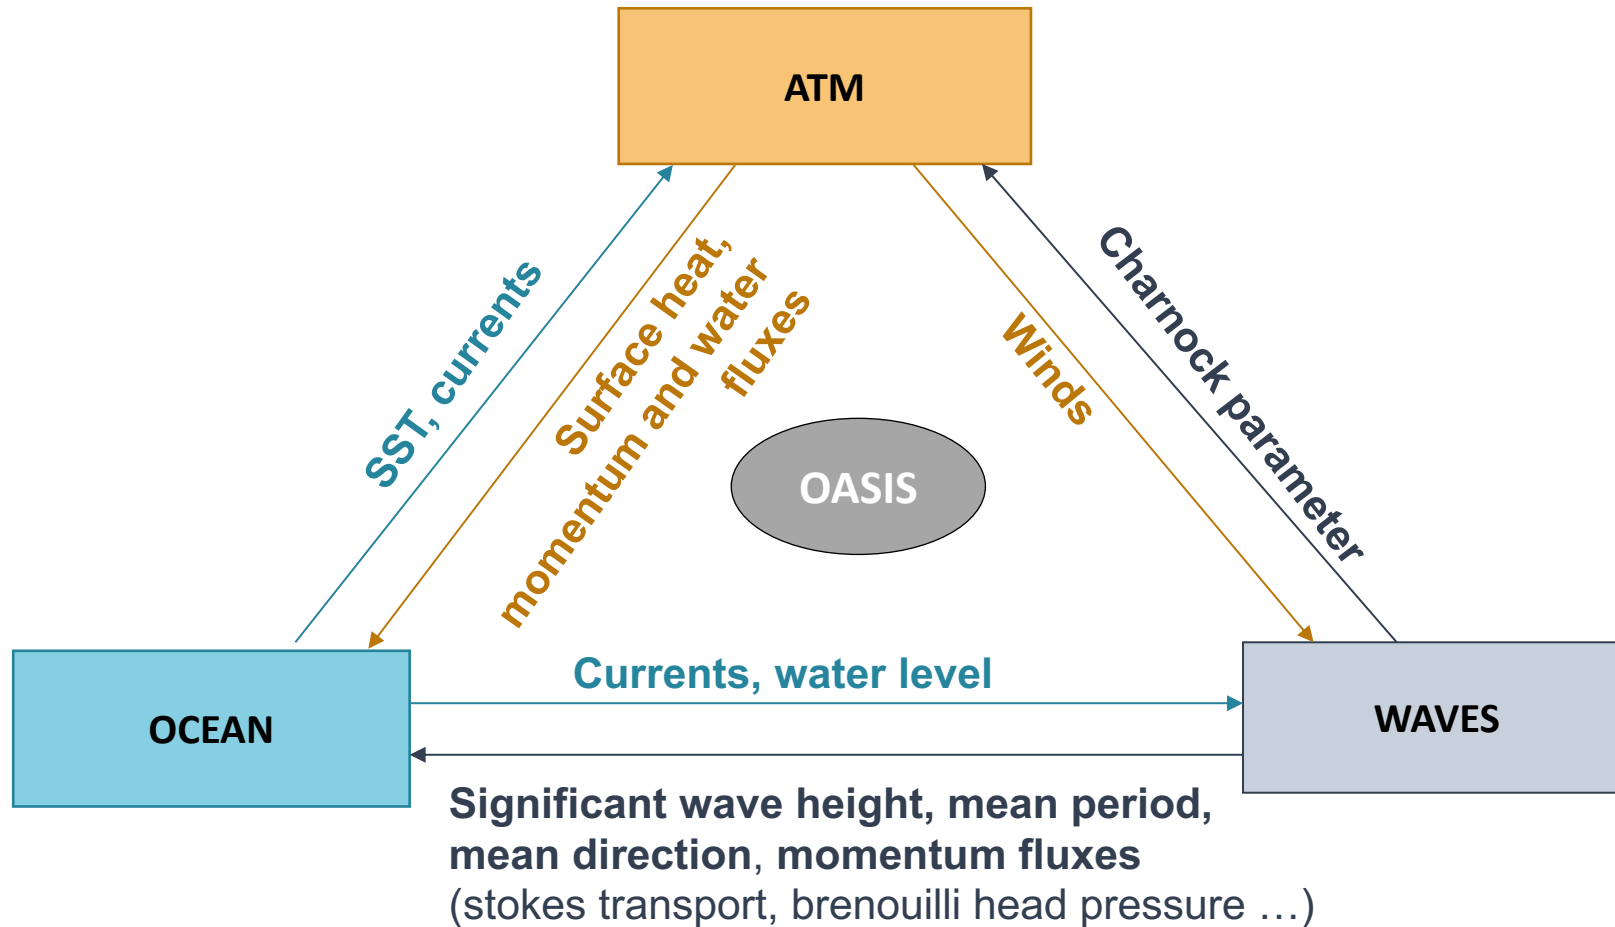 ATM
SST, currents
Surface heat,
momentum and water
fluxes
Winds
Charnock parameter
OASIS
OCEAN
Currents, water level
WAVES
Significant wave height, mean period,
mean direction, momentum fluxes
(stokes transport, brenouilli head pressure …)